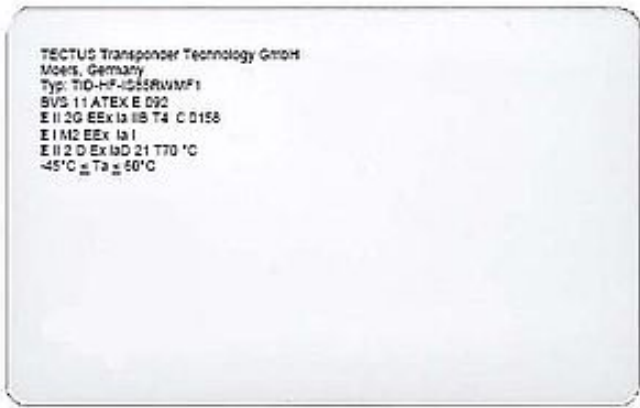 TECTUS Transponder Technology GmbH
Moers, Germany
Typ: TID-HF-IS55RWMF1
BVS 11 ATEX E 092
E II 2G EEx ia IIB T4 C 0158
E I M2 EEx ia I
E II 2 D Ex iaD 21 T70 °C
-45°C ≤ Ta ≤ 60°C